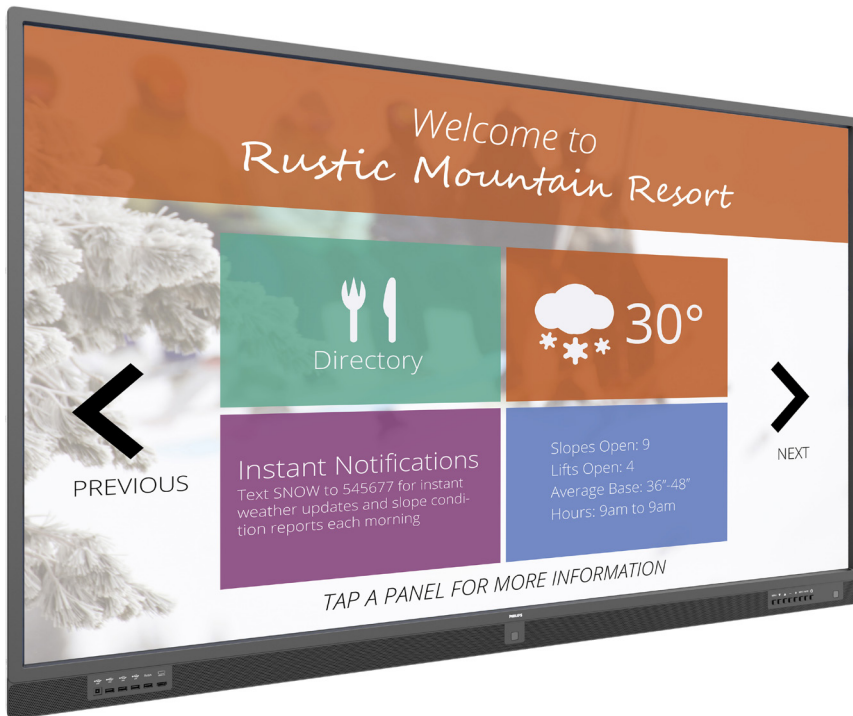 Welcome to
Rustic Mountain Resort
Directory
30°
Instant Notifications
Text SNOW to 545677 for instant
weather updates and slope condi-
tion reports each morning
Slopes Open: 9
Lifts Open: 4
Average Base: 36”-48”
Hours: 9am to 9am
PREVIOUS
NEXT
TAP A PANEL FOR MORE INFORMATION
PHILIPS